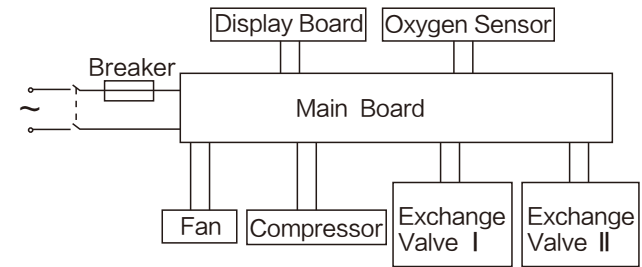 Display Board
Oxygen Sensor
Breaker
~
Main Board
Fan
Compressor
Exchange
Valve I
Exchange
Valve II